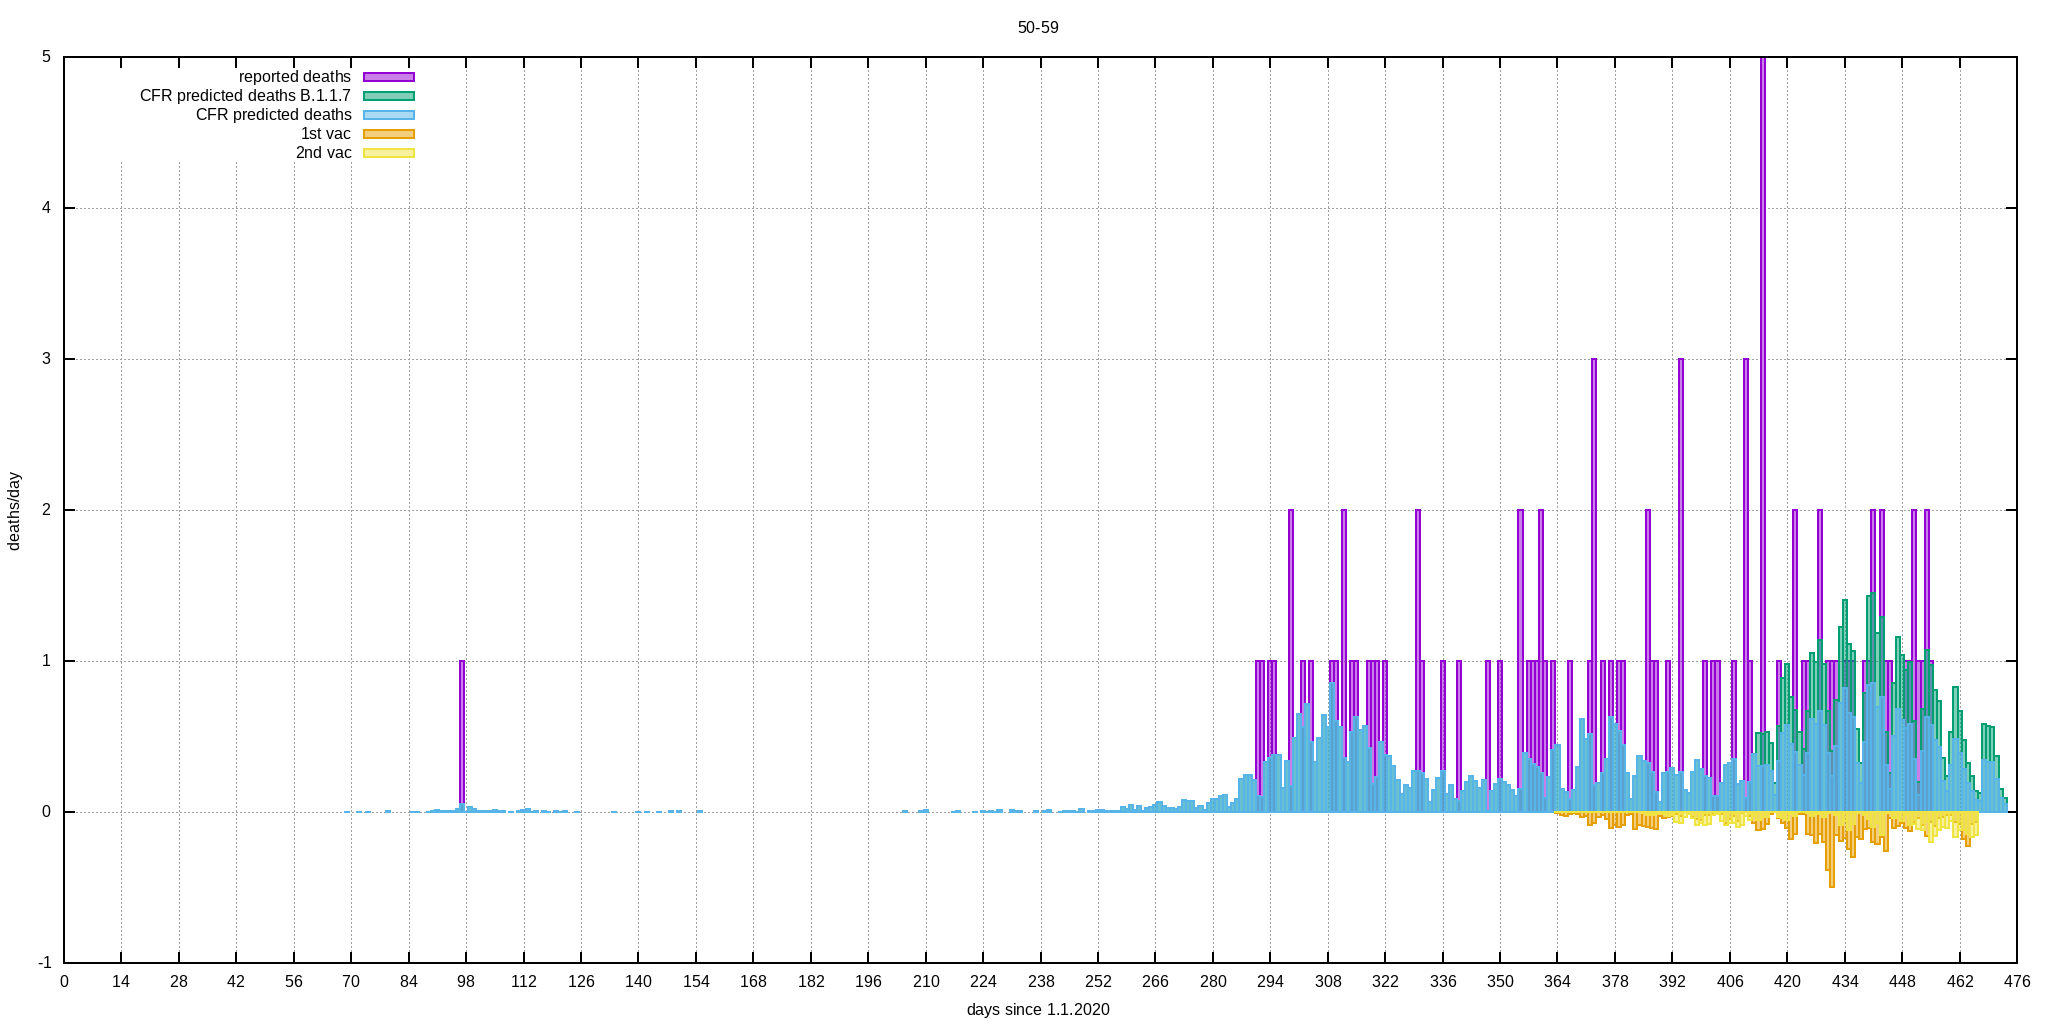 50-59
reported deaths
CFR predicted deaths B.1.1.7
CFR predicted deaths
1st vac
2nd vac
5
4
3
2
1
0
-1
deaths/day
0 14 28 42 56 70 84 98 112 126 140 154 168 182 196 210 224 238 252 266 280 294 308 322 336 350 364 378 392 406 420 434 448 462 476
days since 1.1.2020